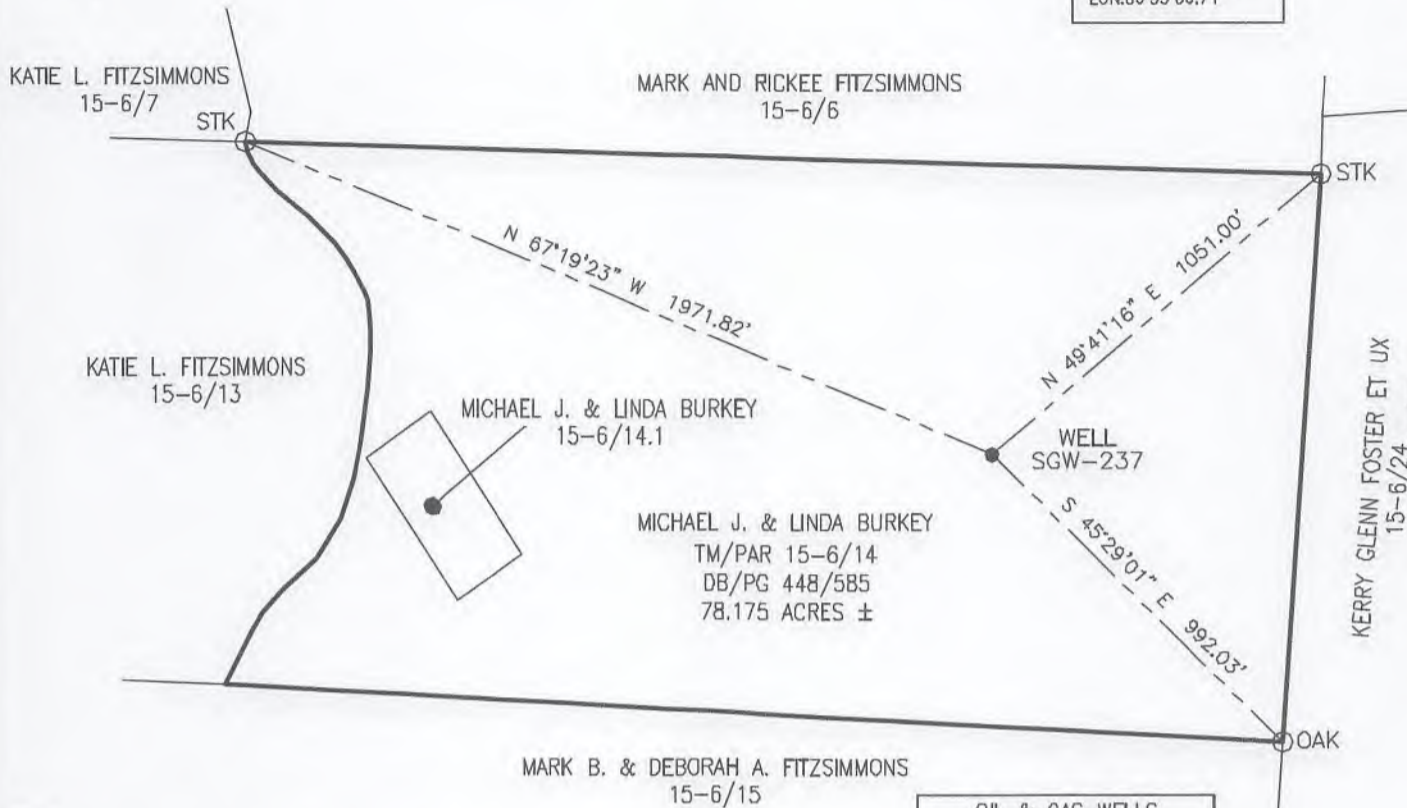 KATIE L. FITZSIMMONS
15-6/7
STK
MARK AND RICKEE FITZSIMMONS
15-6/6
STK
N 67°19'23" W 1971.82'
N 49°41'16" E 1051.00'
KATIE L. FITZSIMMONS
15-6/13
MICHAEL J. & LINDA BURKEY
15-6/14.1
WELL
SGW-237
MICHAEL J. & LINDA BURKEY
TM/PAR 15-6/14
DB/PG 448/585
78.175 ACRES ±
S 45°29'01" E 992.03'
KERRY GLENN FOSTER ET UX
15-6/24
OAK
MARK B. & DEBORAH A. FITZSIMMONS
15-6/15